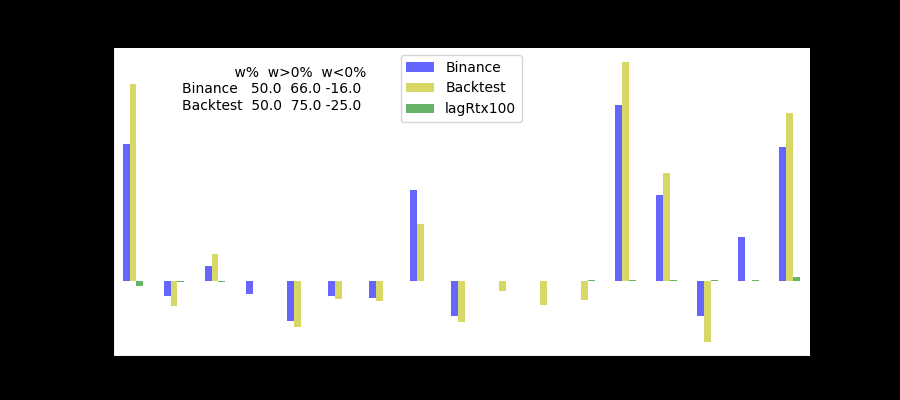 w%  w>0%  w<0%
Binance   50.0  66.0 -16.0
Backtest  50.0  75.0 -25.0
Binance
Backtest
lagRtx100